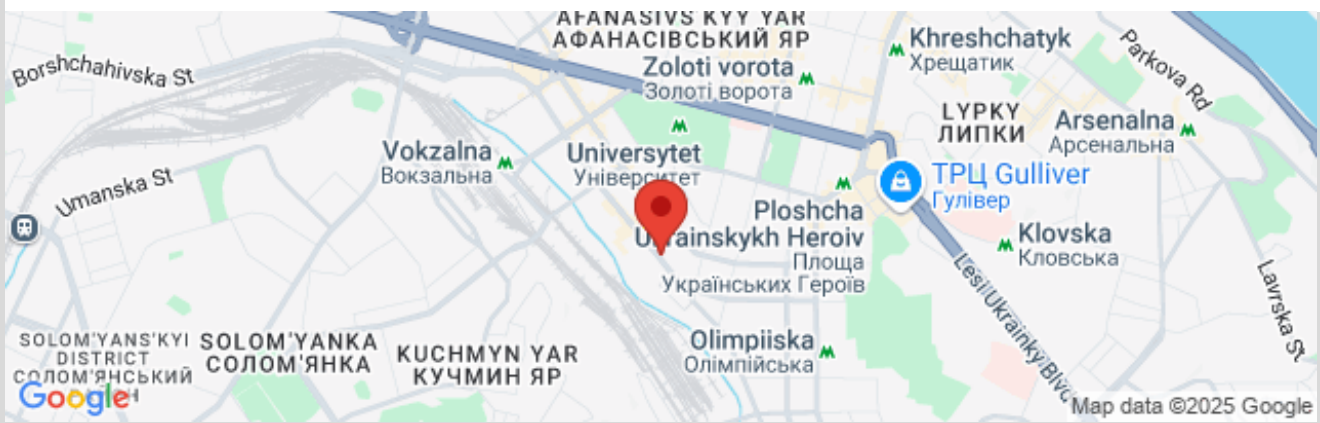 AFANASIVS'KYY YAR
АФАНАСІВСЬКИЙ ЯР
Borshchahivska St
Zoloti vorota
Золоті ворота
Khreshchatyk
Хрещатик
Parkova Rd
LYPKY
ЛИПКИ
Arsenalna
Арсенальна
Vokzalna
Вокзальна
Universytet
Університет
Umanska St
ТРЦ Gulliver
Гулівер
Ploshcha
Ukrainskykh Heroiv
Площа
Українських Героїв
Klovska
Кловська
Lesi Ukrainky Blvd
Lavrska St
SOLOM'YANS'KYI
DISTRICT
СОЛОМ'ЯНСЬКИЙ
SOLOM'YANKA
СОЛОМ'ЯНКА
KUCHMYN YAR
КУЧМИН ЯР
Olimpiiska
Олімпійська
Google
Map data ©2025 Google